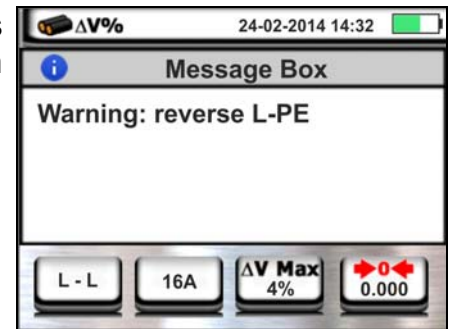 s
ΔV% 24-02-2014 14:32
Message Box
Warning: reverse L-PE
L - L 16A ΔV Max 4% 0 0.000